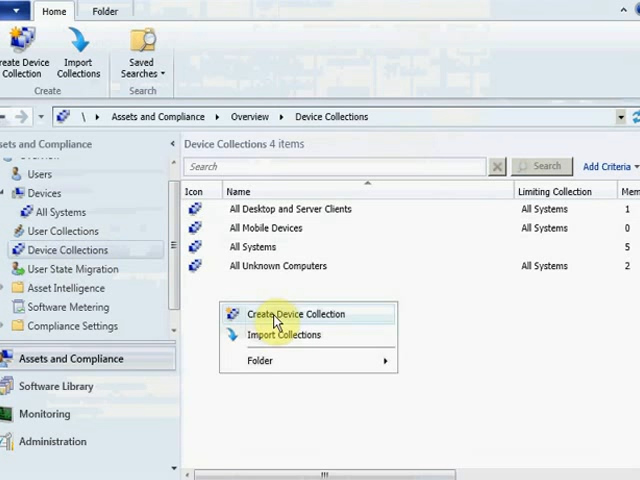 Home Folder
Create Device Collection
Import Collections
Saved Searches
Create
Search
\ Assets and Compliance Overview Device Collections
Assets and Compliance
Users
Devices
All Systems
User Collections
Device Collections
User State Migration
Asset Intelligence
Software Metering
Compliance Settings
Assets and Compliance
Software Library
Monitoring
Administration
Device Collections 4 items
Search Search Add Criteria
Icon Name Limiting Collection Mem
All Desktop and Server Clients All Systems 1
All Mobile Devices All Systems 0
All Systems 5
All Unknown Computers All Systems 2
Create Device Collection
Import Collections
Folder